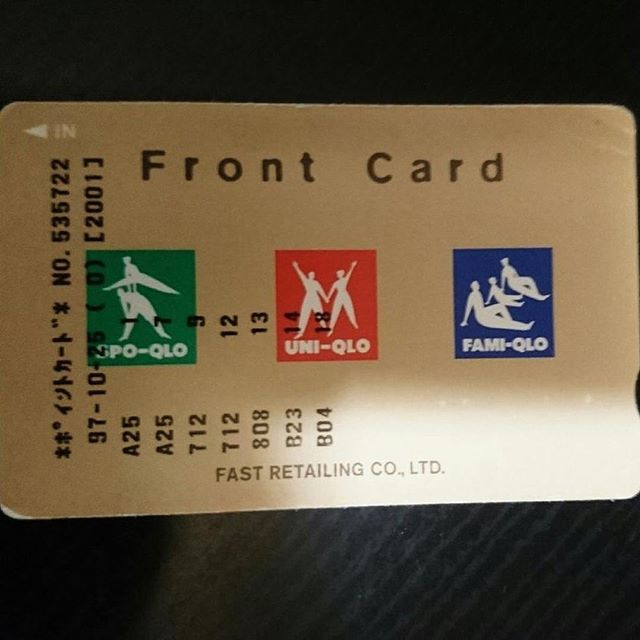 IN
Front Card
SPO-QLO
UNI-QLO
FAMI-QLO
FAST RETAILING CO., LTD.
*ポイントカード* NO. 535722
97-10-25 ( 0) [2001]
A25 1
A25 7
712 9
712 12
808 13
B23 14
B04 18